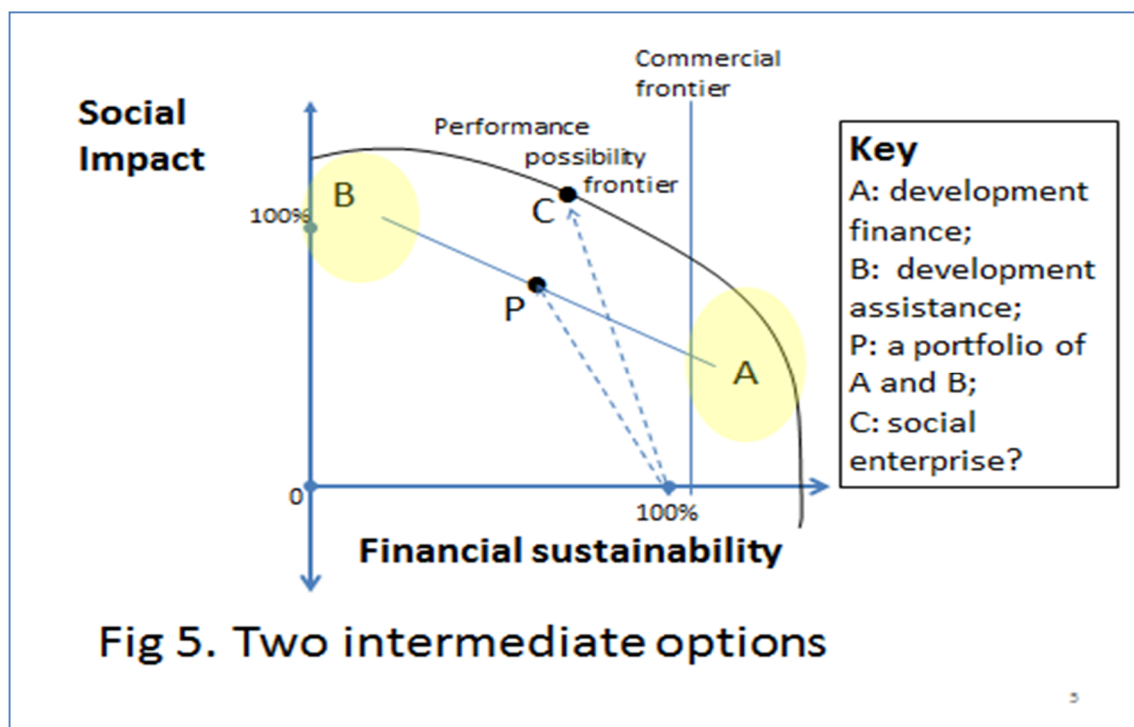 Social
Impact
Commercial
frontier
Performance
possibility
frontier
B
C
100%
P
A
0
100%
Financial sustainability
Key
A: development
finance;
B: development
assistance;
P: a portfolio of
A and B;
C: social
enterprise?
Fig 5. Two intermediate options
5